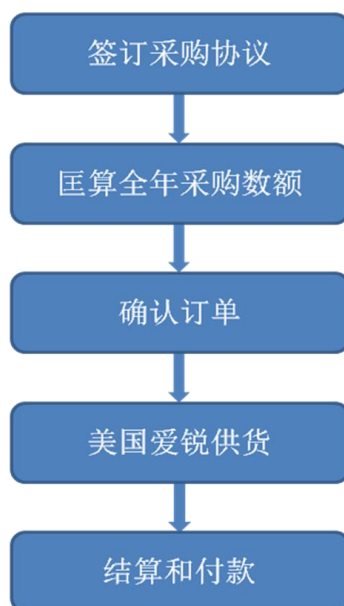 签订采购协议
匡算全年采购数额
确认订单
美国爱锐供货
结算和付款